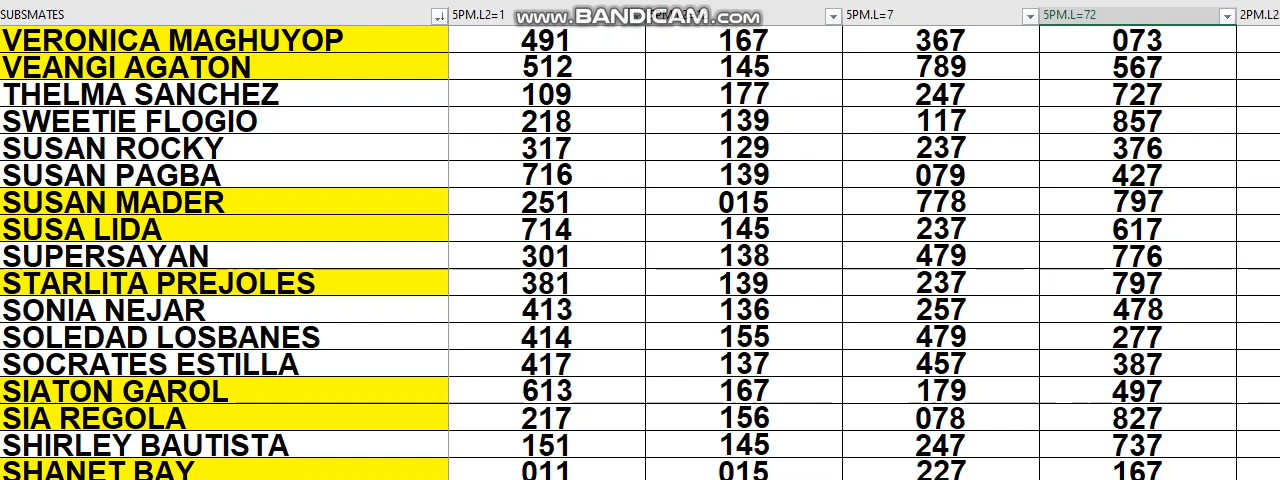 SUBSMATES 5PM.L2=1 www.BANDICAM.com 5PM.L=7 5PM.L=72 2PM.L2
VERONICA MAGHUYOP 491 167 367 073
VEANGI AGATON 512 145 789 567
THELMA SANCHEZ 109 177 247 727
SWEETIE FLOGIO 218 139 117 857
SUSAN ROCKY 317 129 237 376
SUSAN PAGBA 716 139 079 427
SUSAN MADER 251 015 778 797
SUSA LIDA 714 145 237 617
SUPERSAYAN 301 138 479 776
STARLITA PREJOLES 381 139 237 797
SONIA NEJAR 413 136 257 478
SOLEDAD LOSBANES 414 155 479 277
SOCRATES ESTILLA 417 137 457 387
SIATON GAROL 613 167 179 497
SIA REGOLA 217 156 078 827
SHIRLEY BAUTISTA 151 145 247 737
SHANET BAY 011 015 227 167